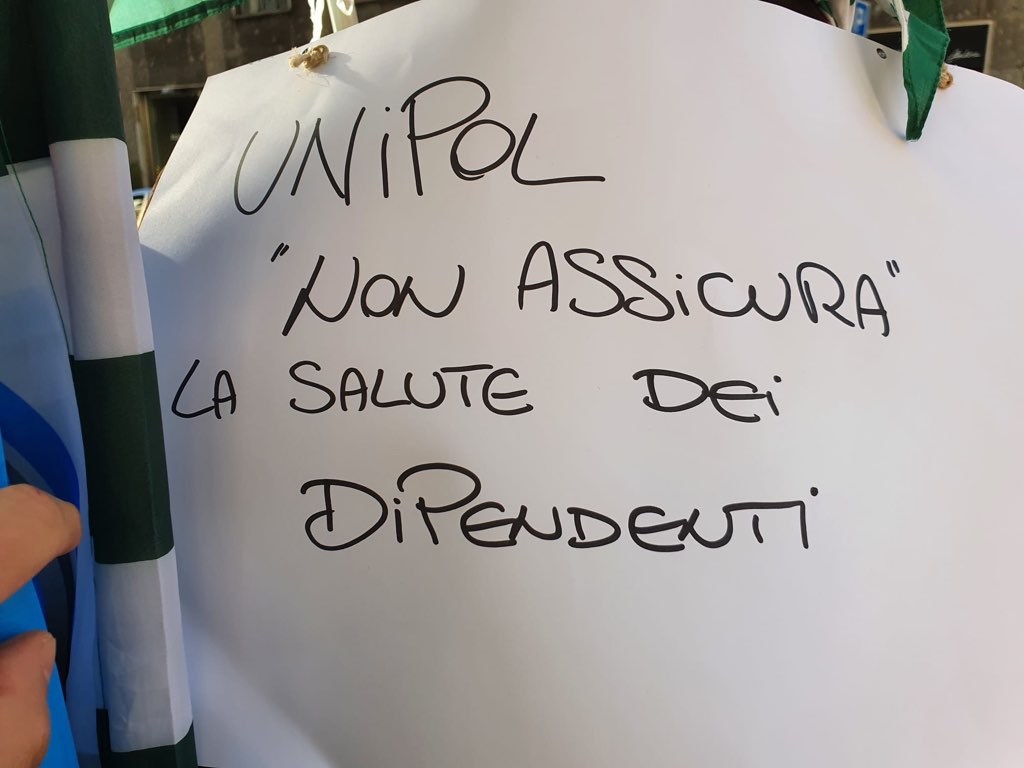 UNiPOL
"NON ASSiCURA"
LA SALUTE DEi
DiPENDENTi